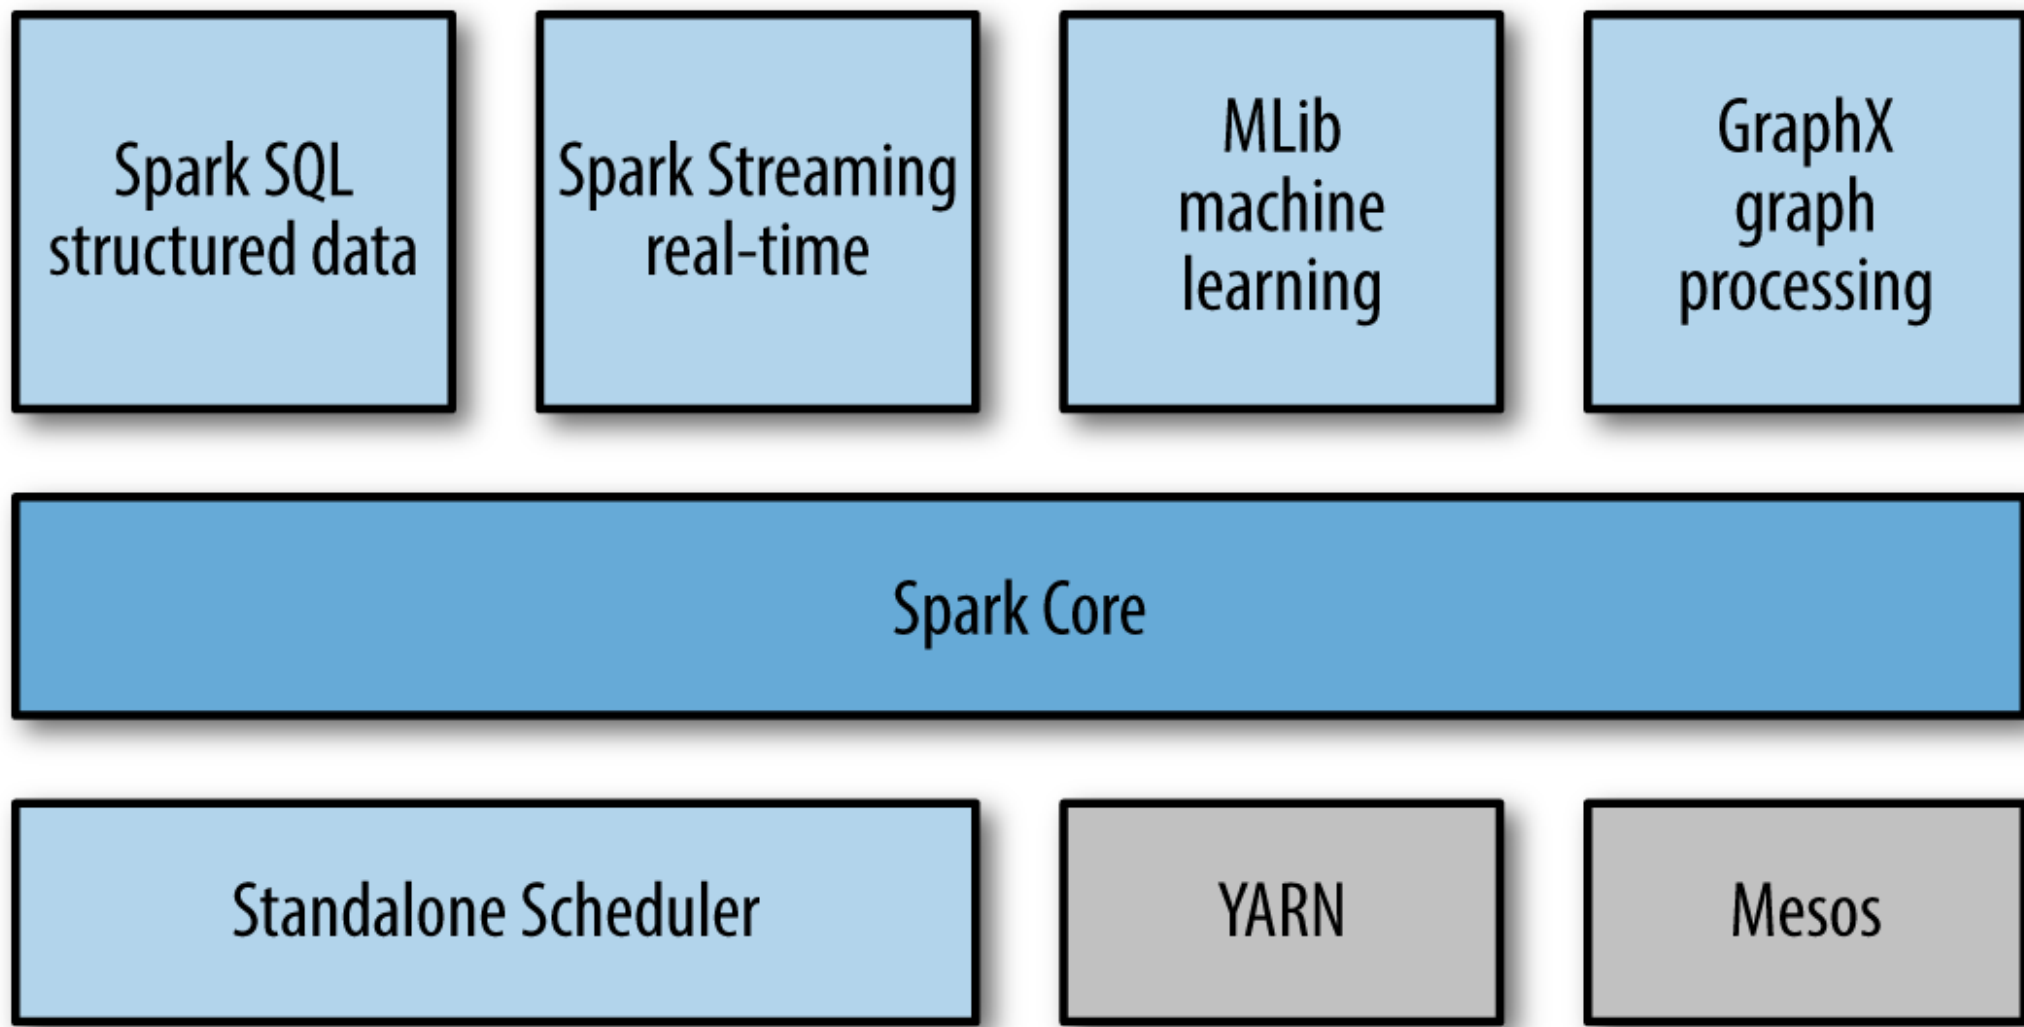 Spark SQL
structured data
Spark Streaming
real-time
MLib
machine
learning
GraphX
graph
processing
Spark Core
Standalone Scheduler
YARN
Mesos